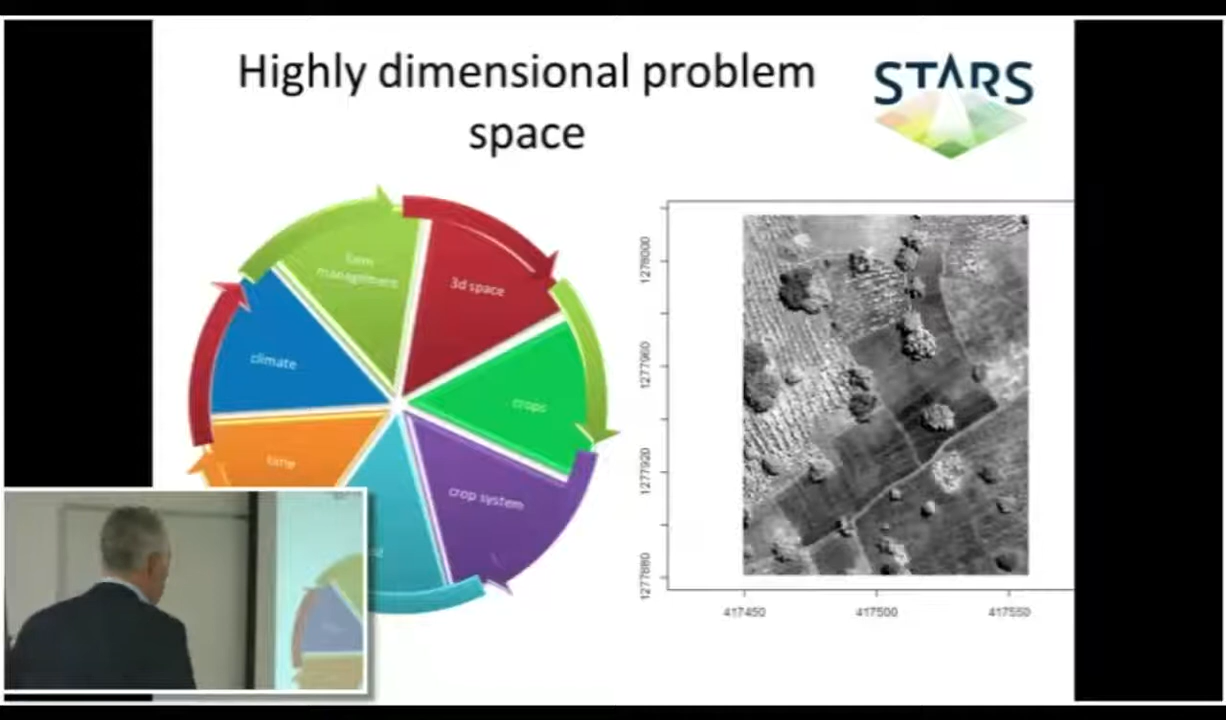 Highly dimensional problem
space
STARS
farm
management
3d space
climate
crops
time
crop system
1278000
1277960
1277920
1277880
417450
417500
417550